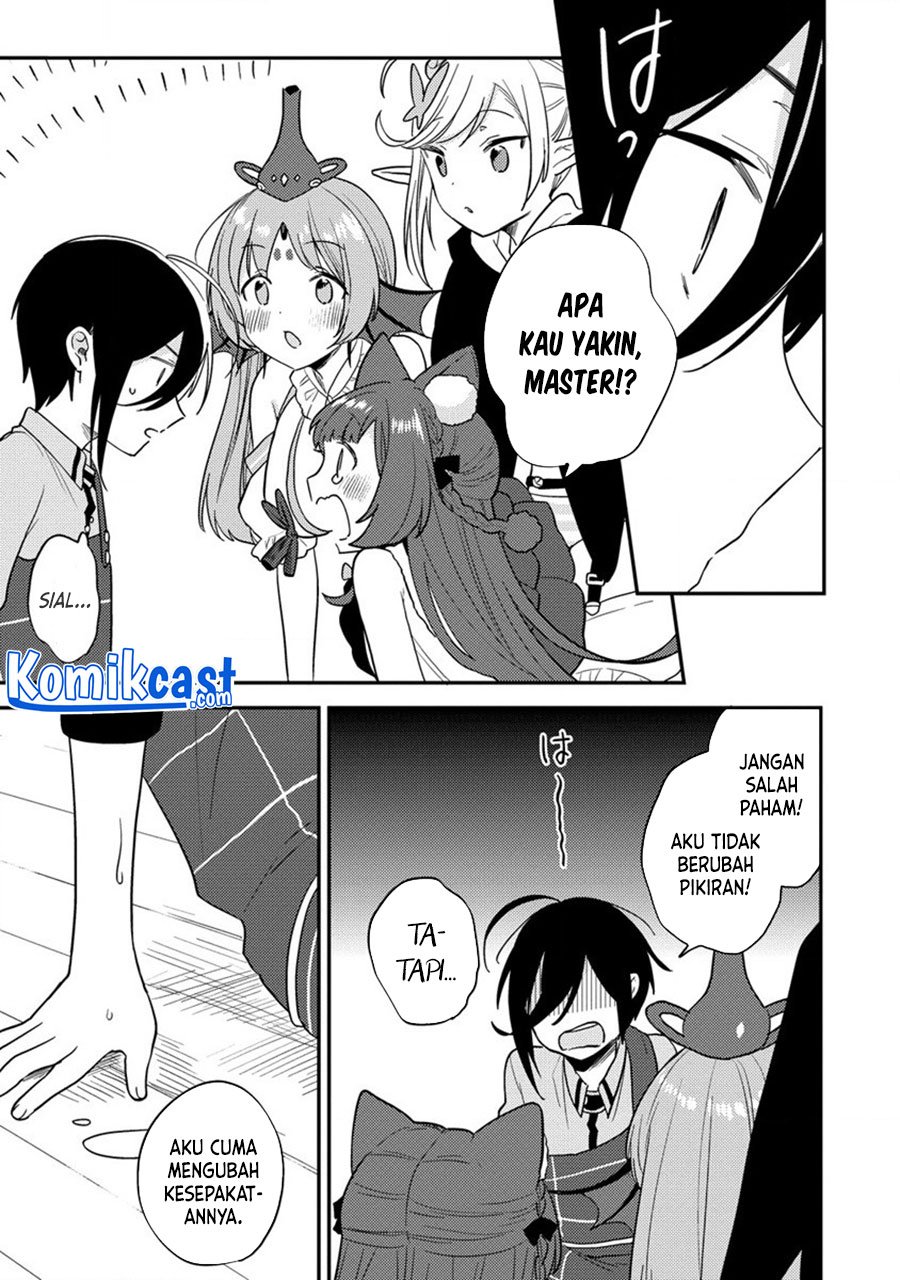 はっ
APA
KAU YAKIN,
MASTER!?
SIAL...
Komikcast
.com
JANGAN
SALAH
PAHAM!
AKU TIDAK
BERUBAH
PIKIRAN!
は〜
TA-
TAPI...
AKU CUMA
MENGUBAH
KESEPAKAT-
ANNYA.